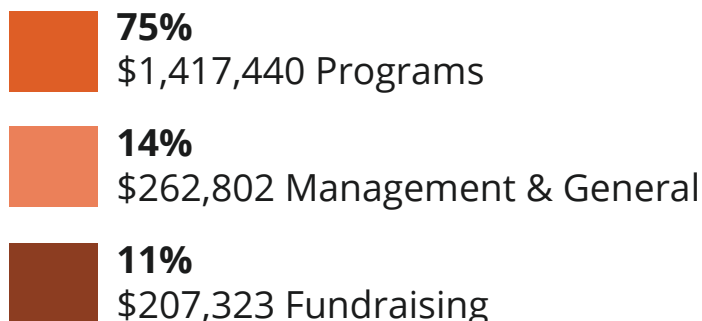 75%
$1,417,440 Programs
14%
$262,802 Management & General
11%
$207,323 Fundraising